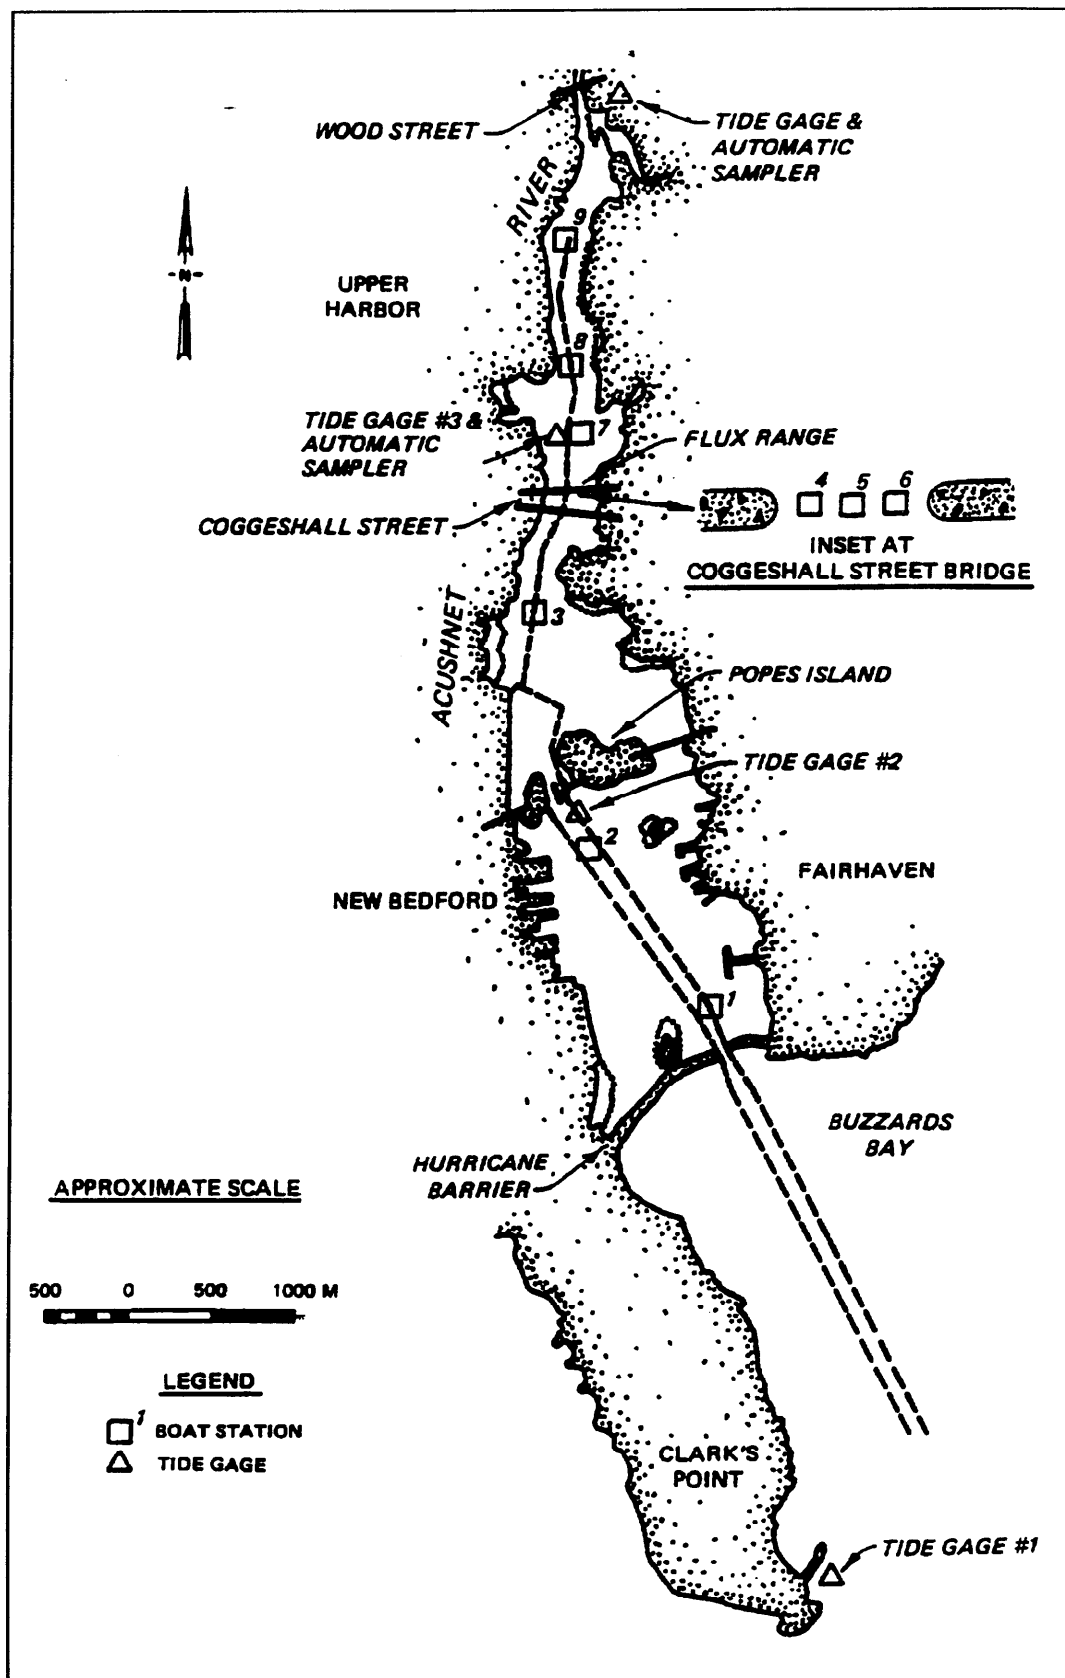 WOOD STREET
TIDE GAGE &
AUTOMATIC
SAMPLER
RIVER
9
-N-
UPPER
HARBOR
8
TIDE GAGE #3 &
AUTOMATIC
SAMPLER
7
FLUX RANGE
4 5 6
COGGESHALL STREET
INSET AT
COGGESHALL STREET BRIDGE
ACUSHNET
3
POPES ISLAND
TIDE GAGE #2
2
FAIRHAVEN
NEW BEDFORD
1
BUZZARDS
BAY
HURRICANE
BARRIER
APPROXIMATE SCALE
500 0 500 1000 M
LEGEND
1 BOAT STATION
TIDE GAGE
CLARK'S
POINT
TIDE GAGE #1